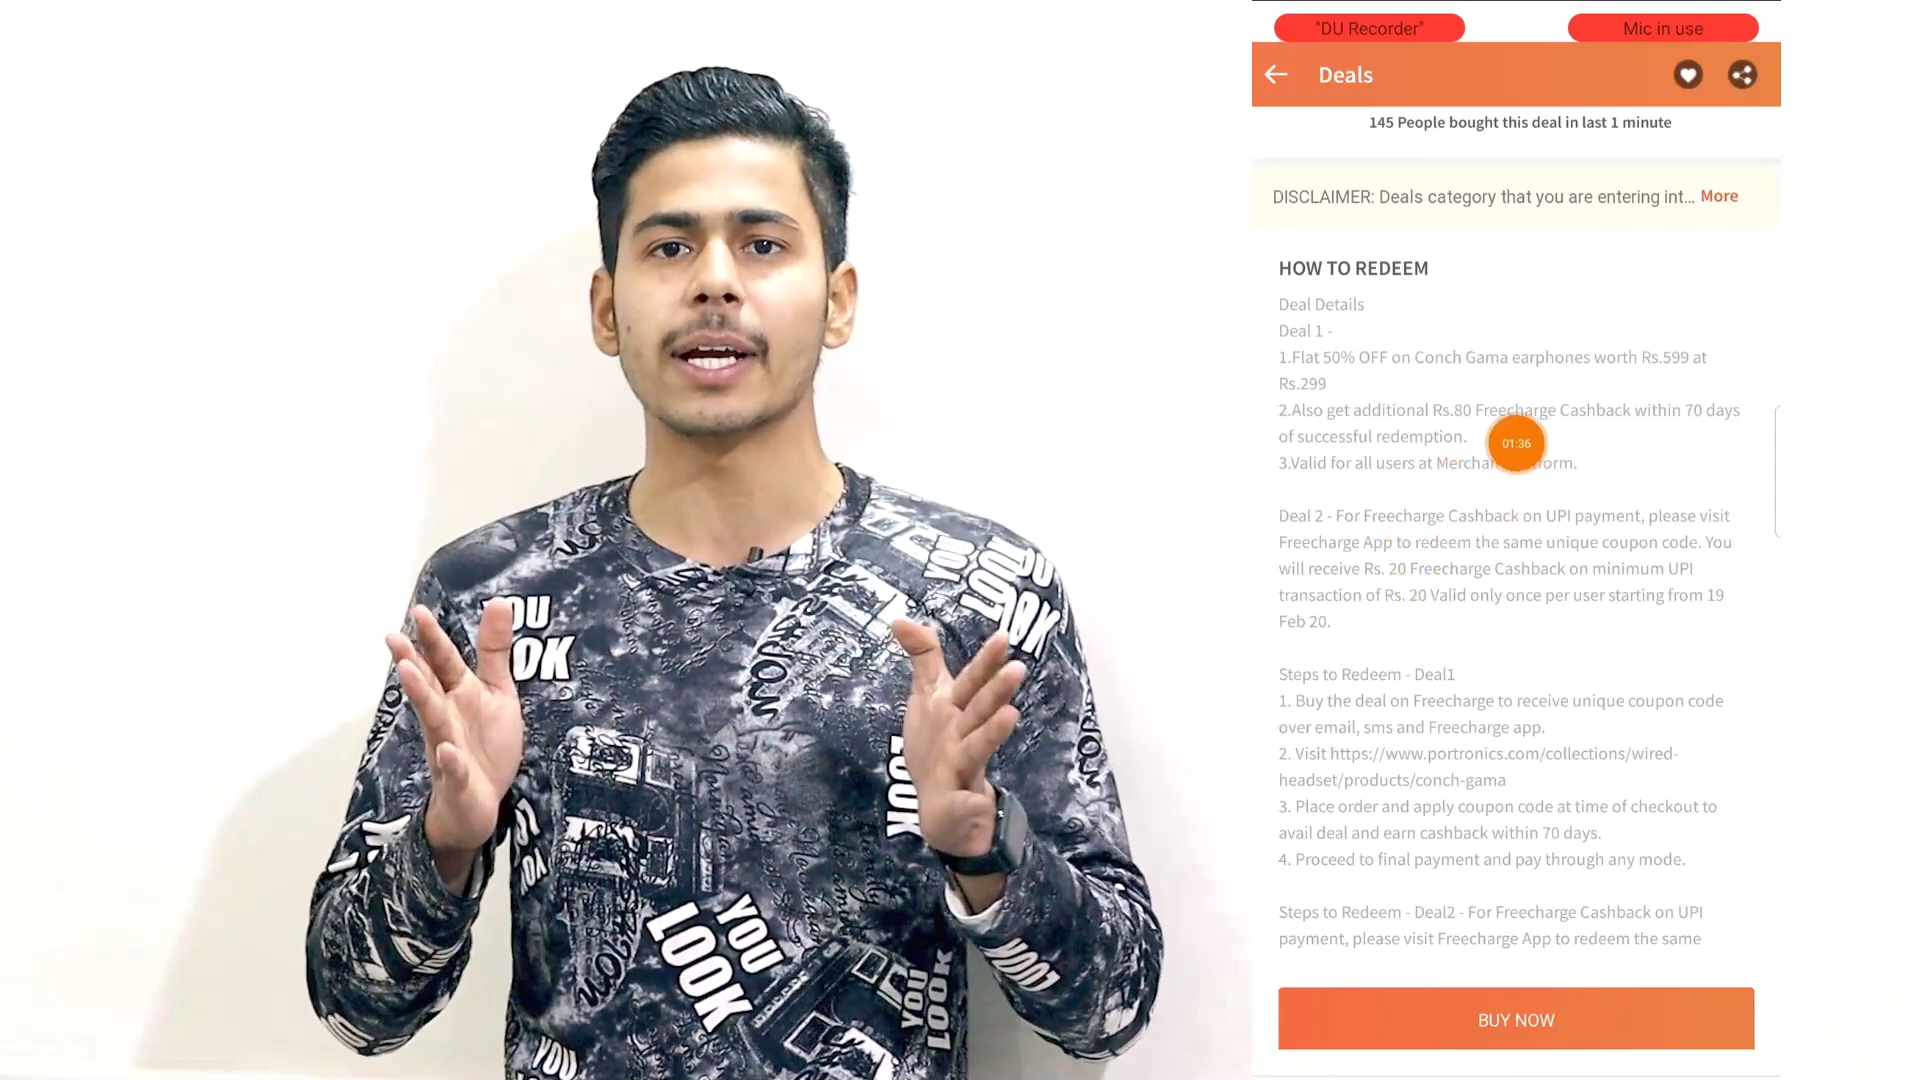 "DU Recorder"
Mic in use
Deals
145 People bought this deal in last 1 minute
DISCLAIMER: Deals category that you are entering int... More
HOW TO REDEEM
Deal Details
Deal 1 -
1.Flat 50% OFF on Conch Gama earphones worth Rs.599 at
Rs.299
2.Also get additional Rs.80 Freecharge Cashback within 70 days
of successful redemption.
01:36
3.Valid for all users at
Deal 2 - For Freecharge Cashback on UPI payment, please visit
Freecharge App to redeem the same unique coupon code. You
will receive Rs. 20 Freecharge Cashback on minimum UPI
transaction of Rs. 20 Valid only once per user starting from 19
Feb 20.
Steps to Redeem - Deal1
1. Buy the deal on Freecharge to receive unique coupon code
over email, sms and Freecharge app.
2. Visit https://www.portronics.com/collections/wired-
headset/products/conch-gama
3. Place order and apply coupon code at time of checkout to
avail deal and earn cashback within 70 days.
4. Proceed to final payment and pay through any mode.
Steps to Redeem - Deal2 - For Freecharge Cashback on UPI
payment, please visit Freecharge App to redeem the same
BUY NOW
YOU
LOOK
YOU
LOOK
YOU
LOOK